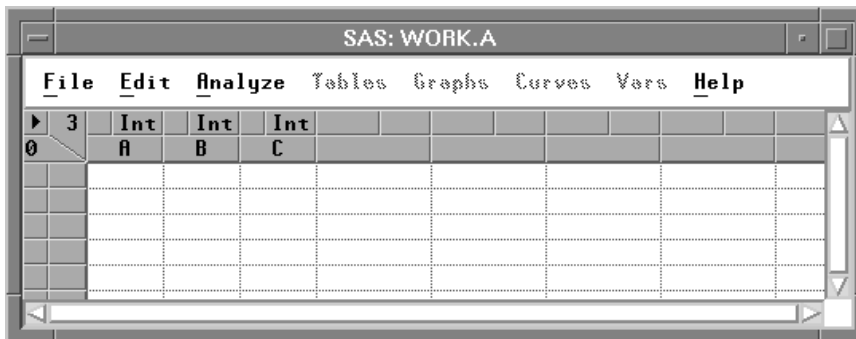 SAS: WORK.A
File Edit Analyze Tables Graphs Curves Vars Help
3 Int Int Int
0 A B C